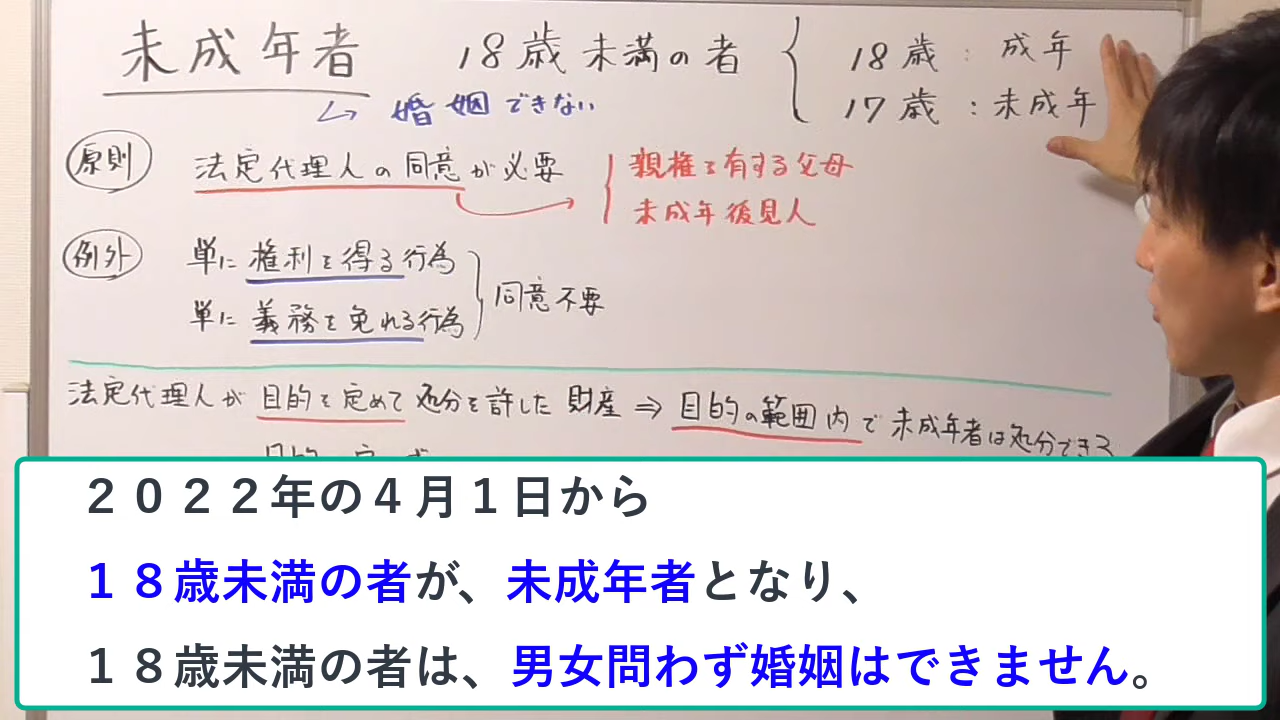 未成年者 18歳未満の者 18歳：成年
17歳：未成年
↳ 婚姻できない
原則 法定代理人の同意が必要 親権を有する父母
未成年後見人
例外 単に権利を得る行為
単に義務を免れる行為 同意不要
法定代理人が目的を定めて処分を許した財産⇒目的の範囲内で未成年者は処分できる
２０２２年の４月１日から
１８歳未満の者が、未成年者となり、
１８歳未満の者は、男女問わず婚姻はできません。